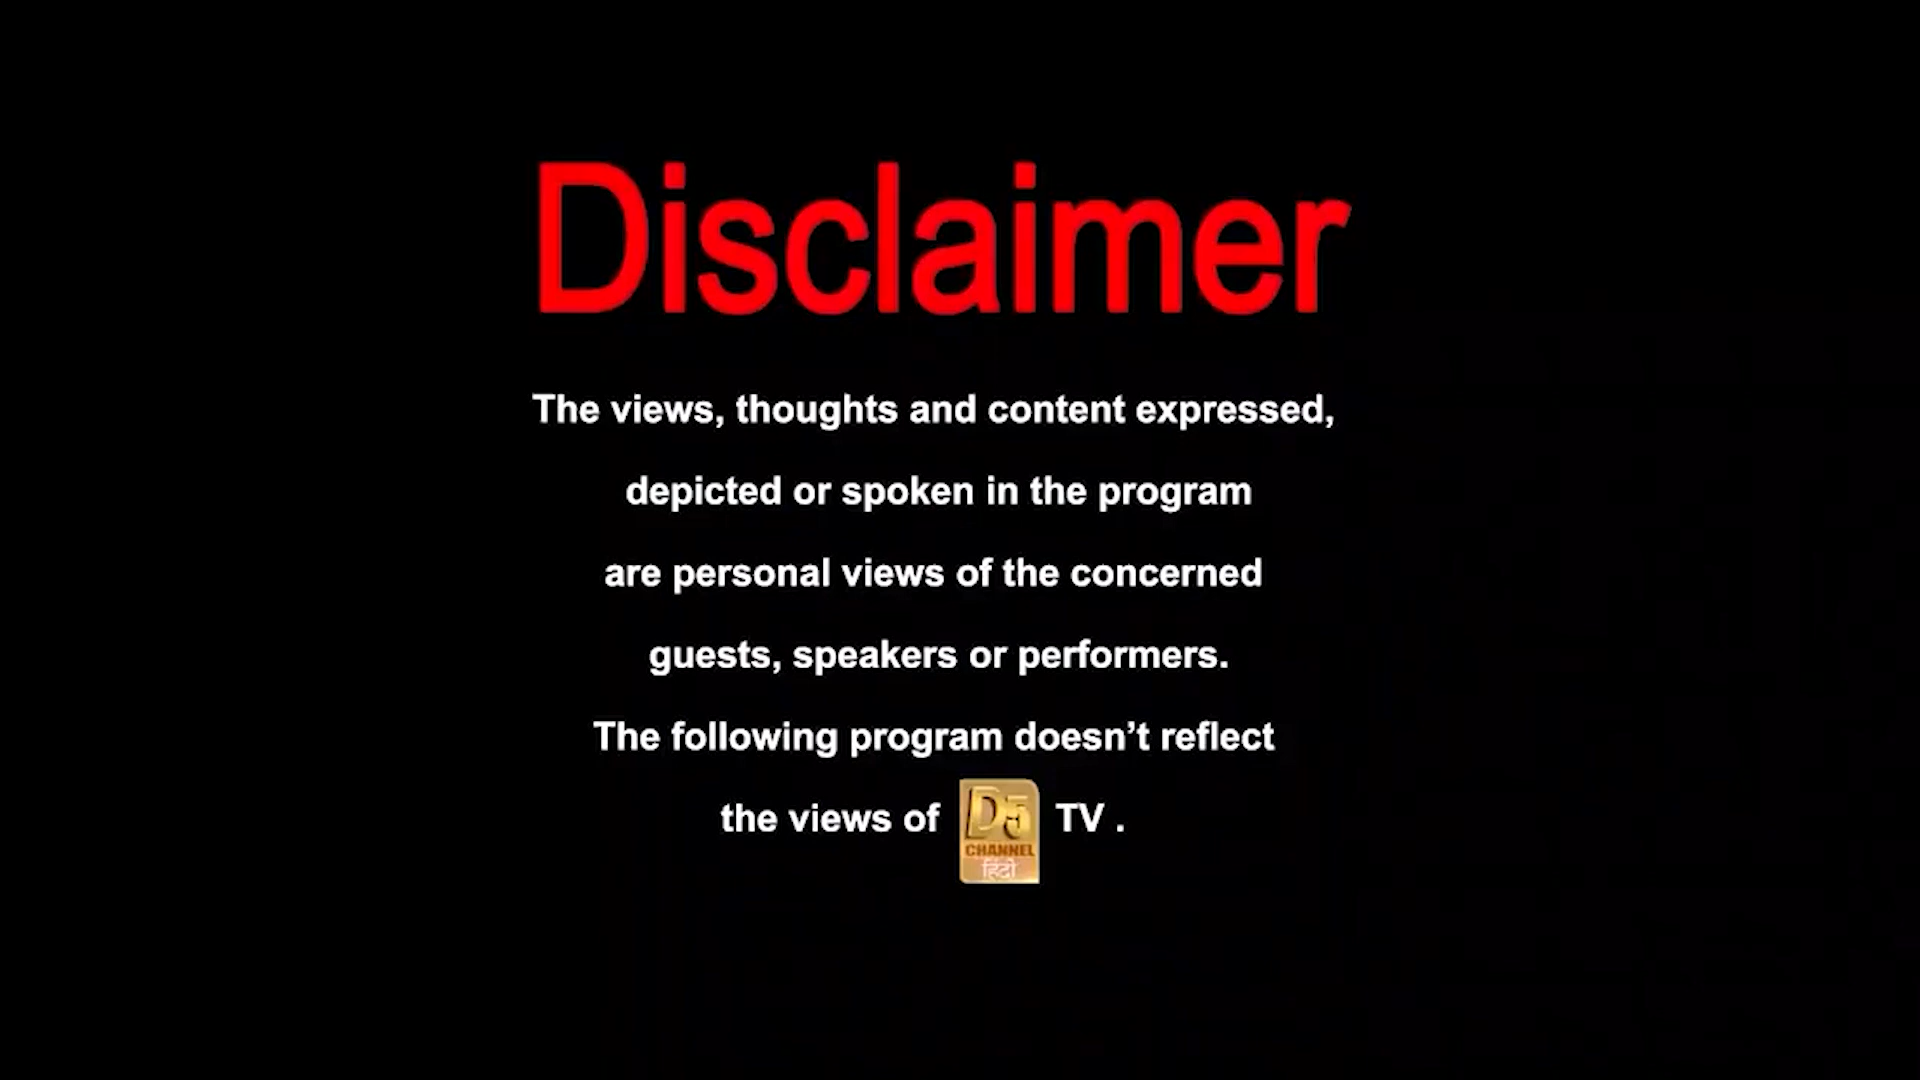 Disclaimer
The views, thoughts and content expressed,
depicted or spoken in the program
are personal views of the concerned
guests, speakers or performers.
The following program doesn’t reflect
the views of D5 CHANNEL हिंदी TV .